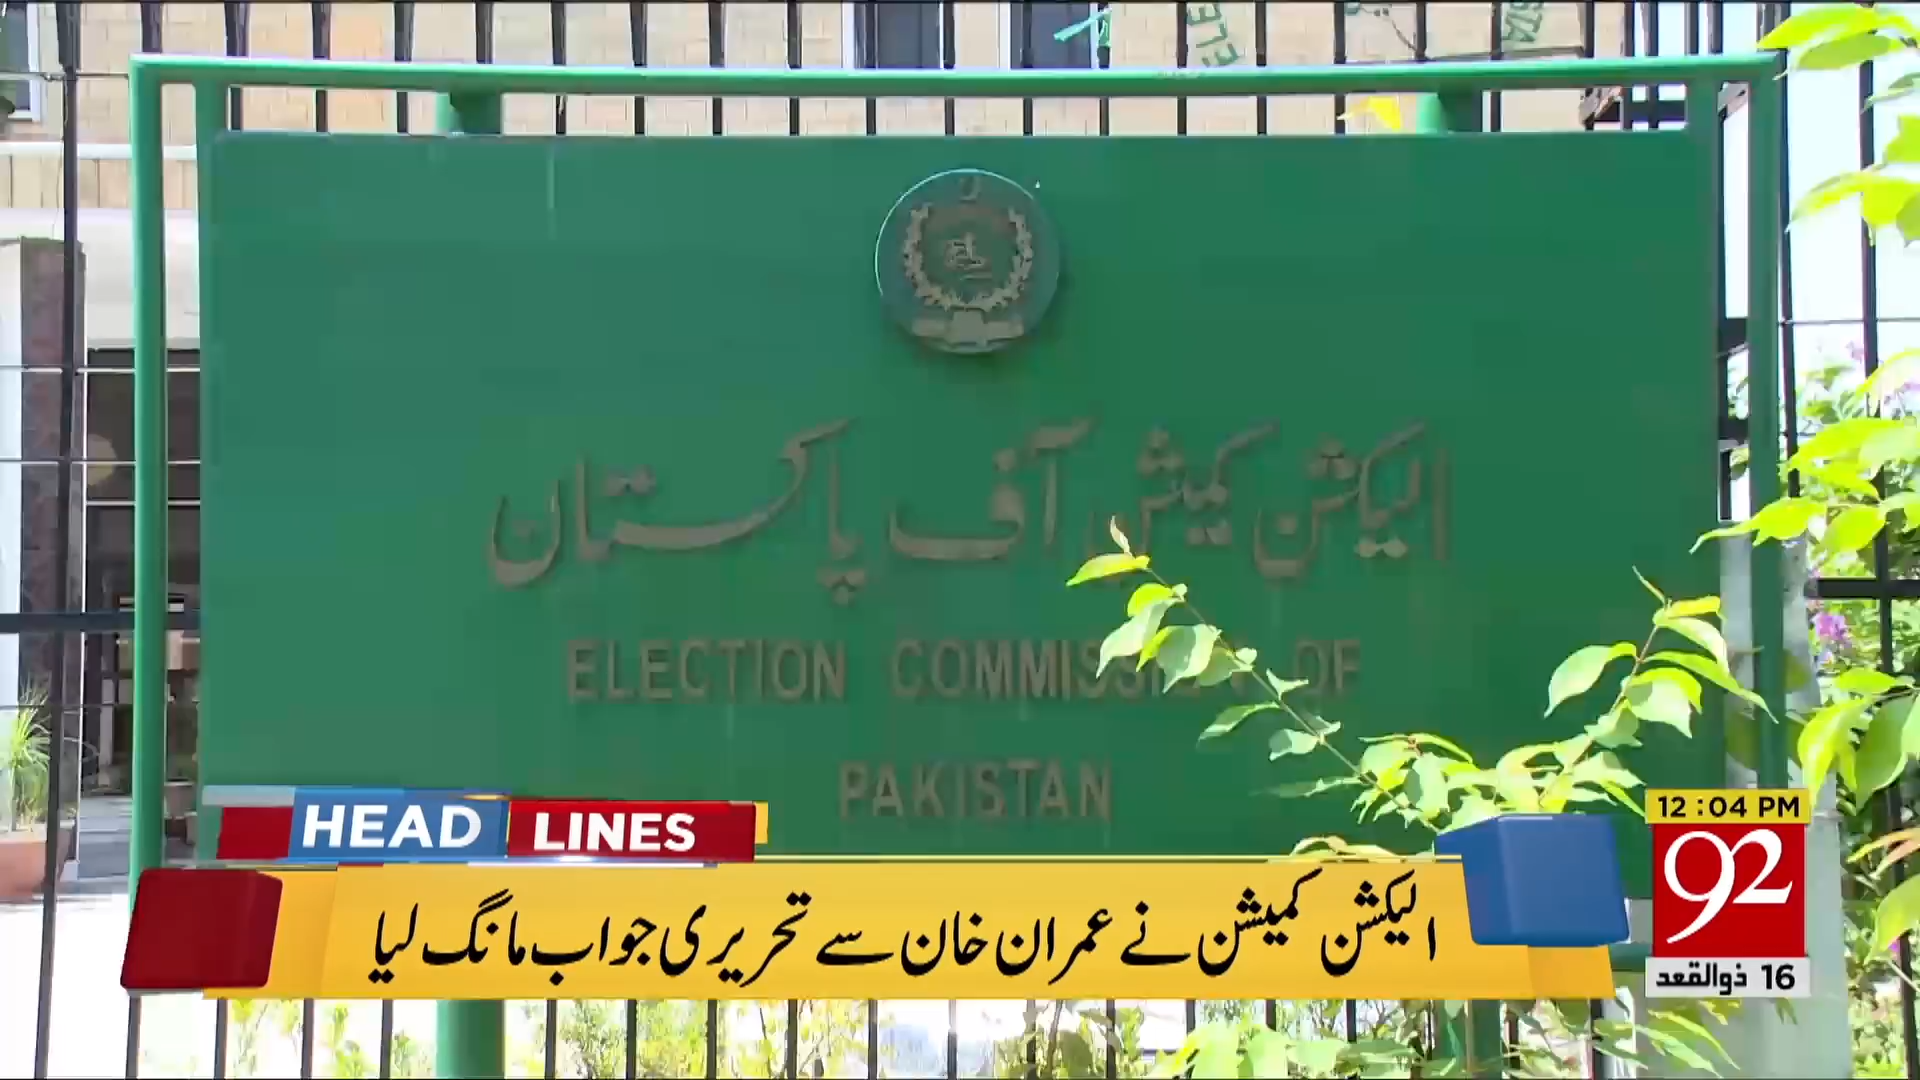 الیکشن کمیشن آف پاکستان
ELECTION COMMISSION OF
PAKISTAN
HEAD LINES
الیکشن کمیشن نے عمران خان سے تحریری جواب مانگ لیا
12:04 PM
92
16 ذوالقعد